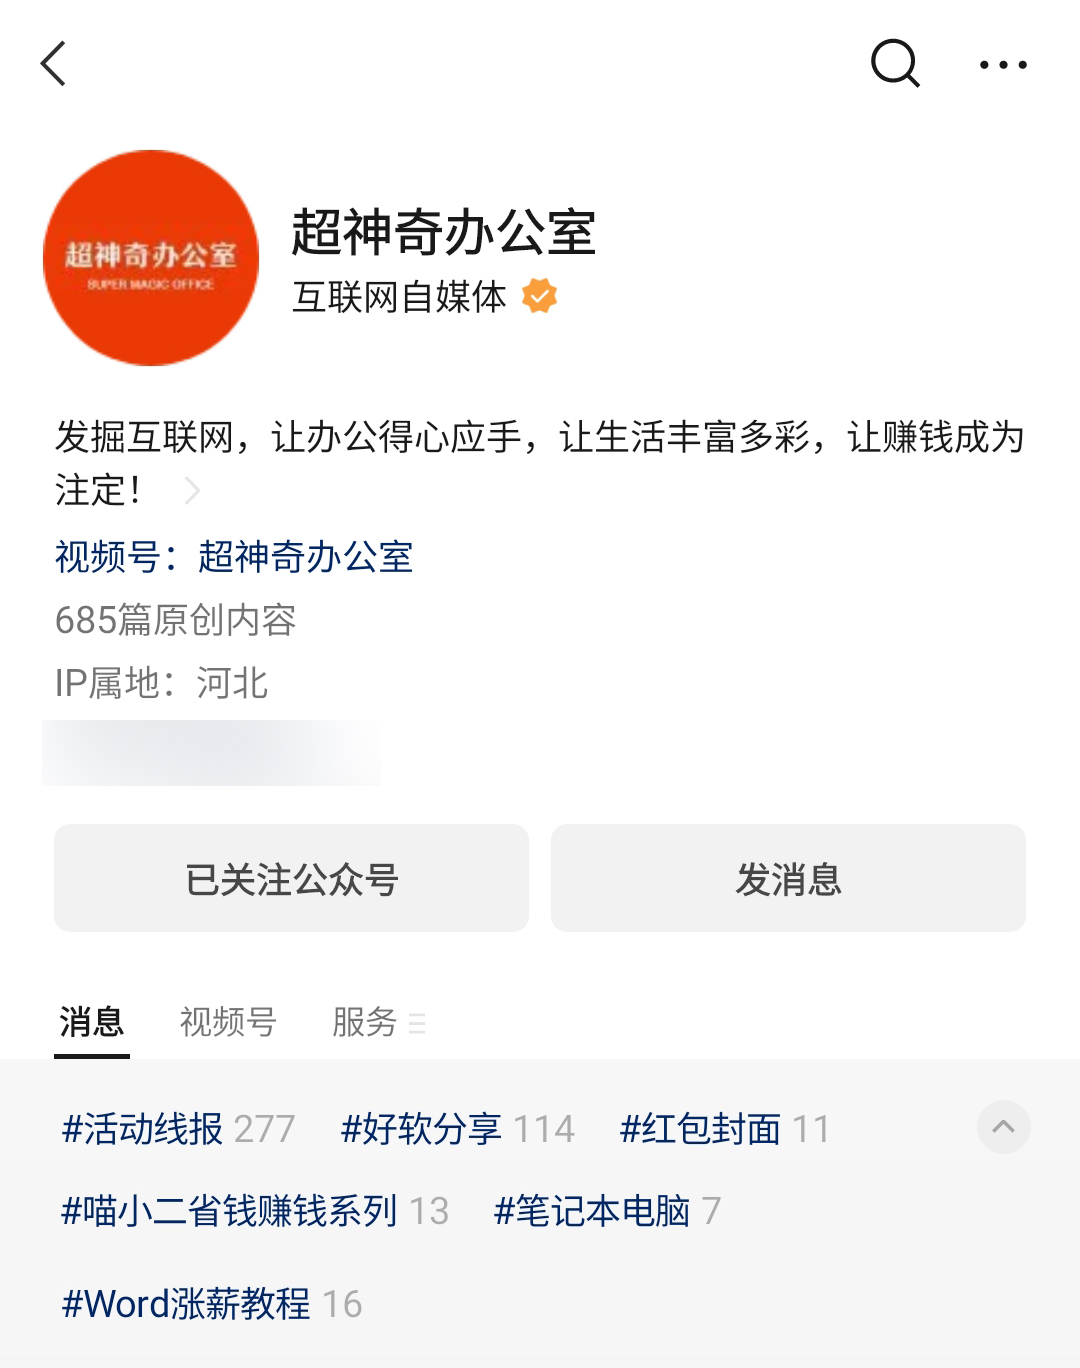 超神奇办公室
SUPER MAGIC OFFICE
超神奇办公室
互联网自媒体
发掘互联网，让办公得心应手，让生活丰富多彩，让赚钱成为
注定！
视频号：超神奇办公室
685篇原创内容
IP属地：河北
已关注公众号
发消息
消息 视频号 服务
#活动线报 277 #好软分享 114 #红包封面 11
#喵小二省钱赚钱系列 13 #笔记本电脑 7
#Word涨薪教程 16